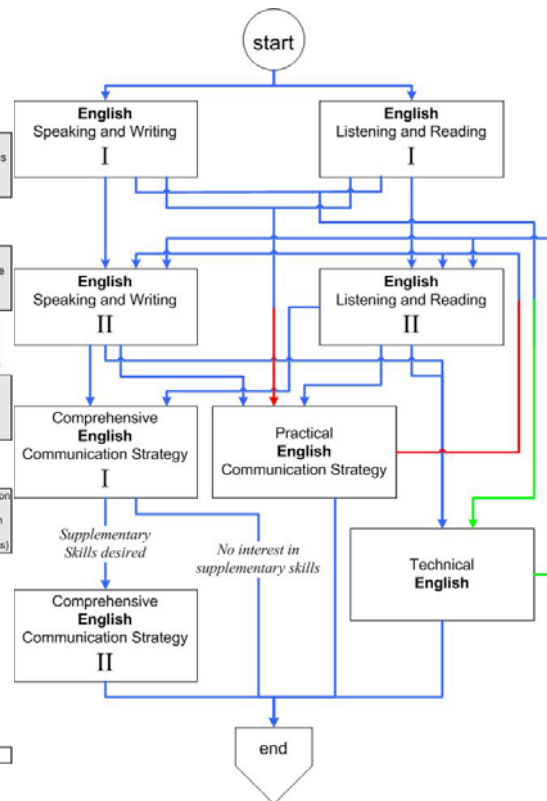 start
English
Speaking and Writing
I
English
Listening and Reading
I
English
Speaking and Writing
II
English
Listening and Reading
II
Comprehensive
English
Communication Strategy
I
Practical
English
Communication Strategy
Supplementary
Skills desired
No interest in
supplementary skills
Technical
English
Comprehensive
English
Communication Strategy
II
end